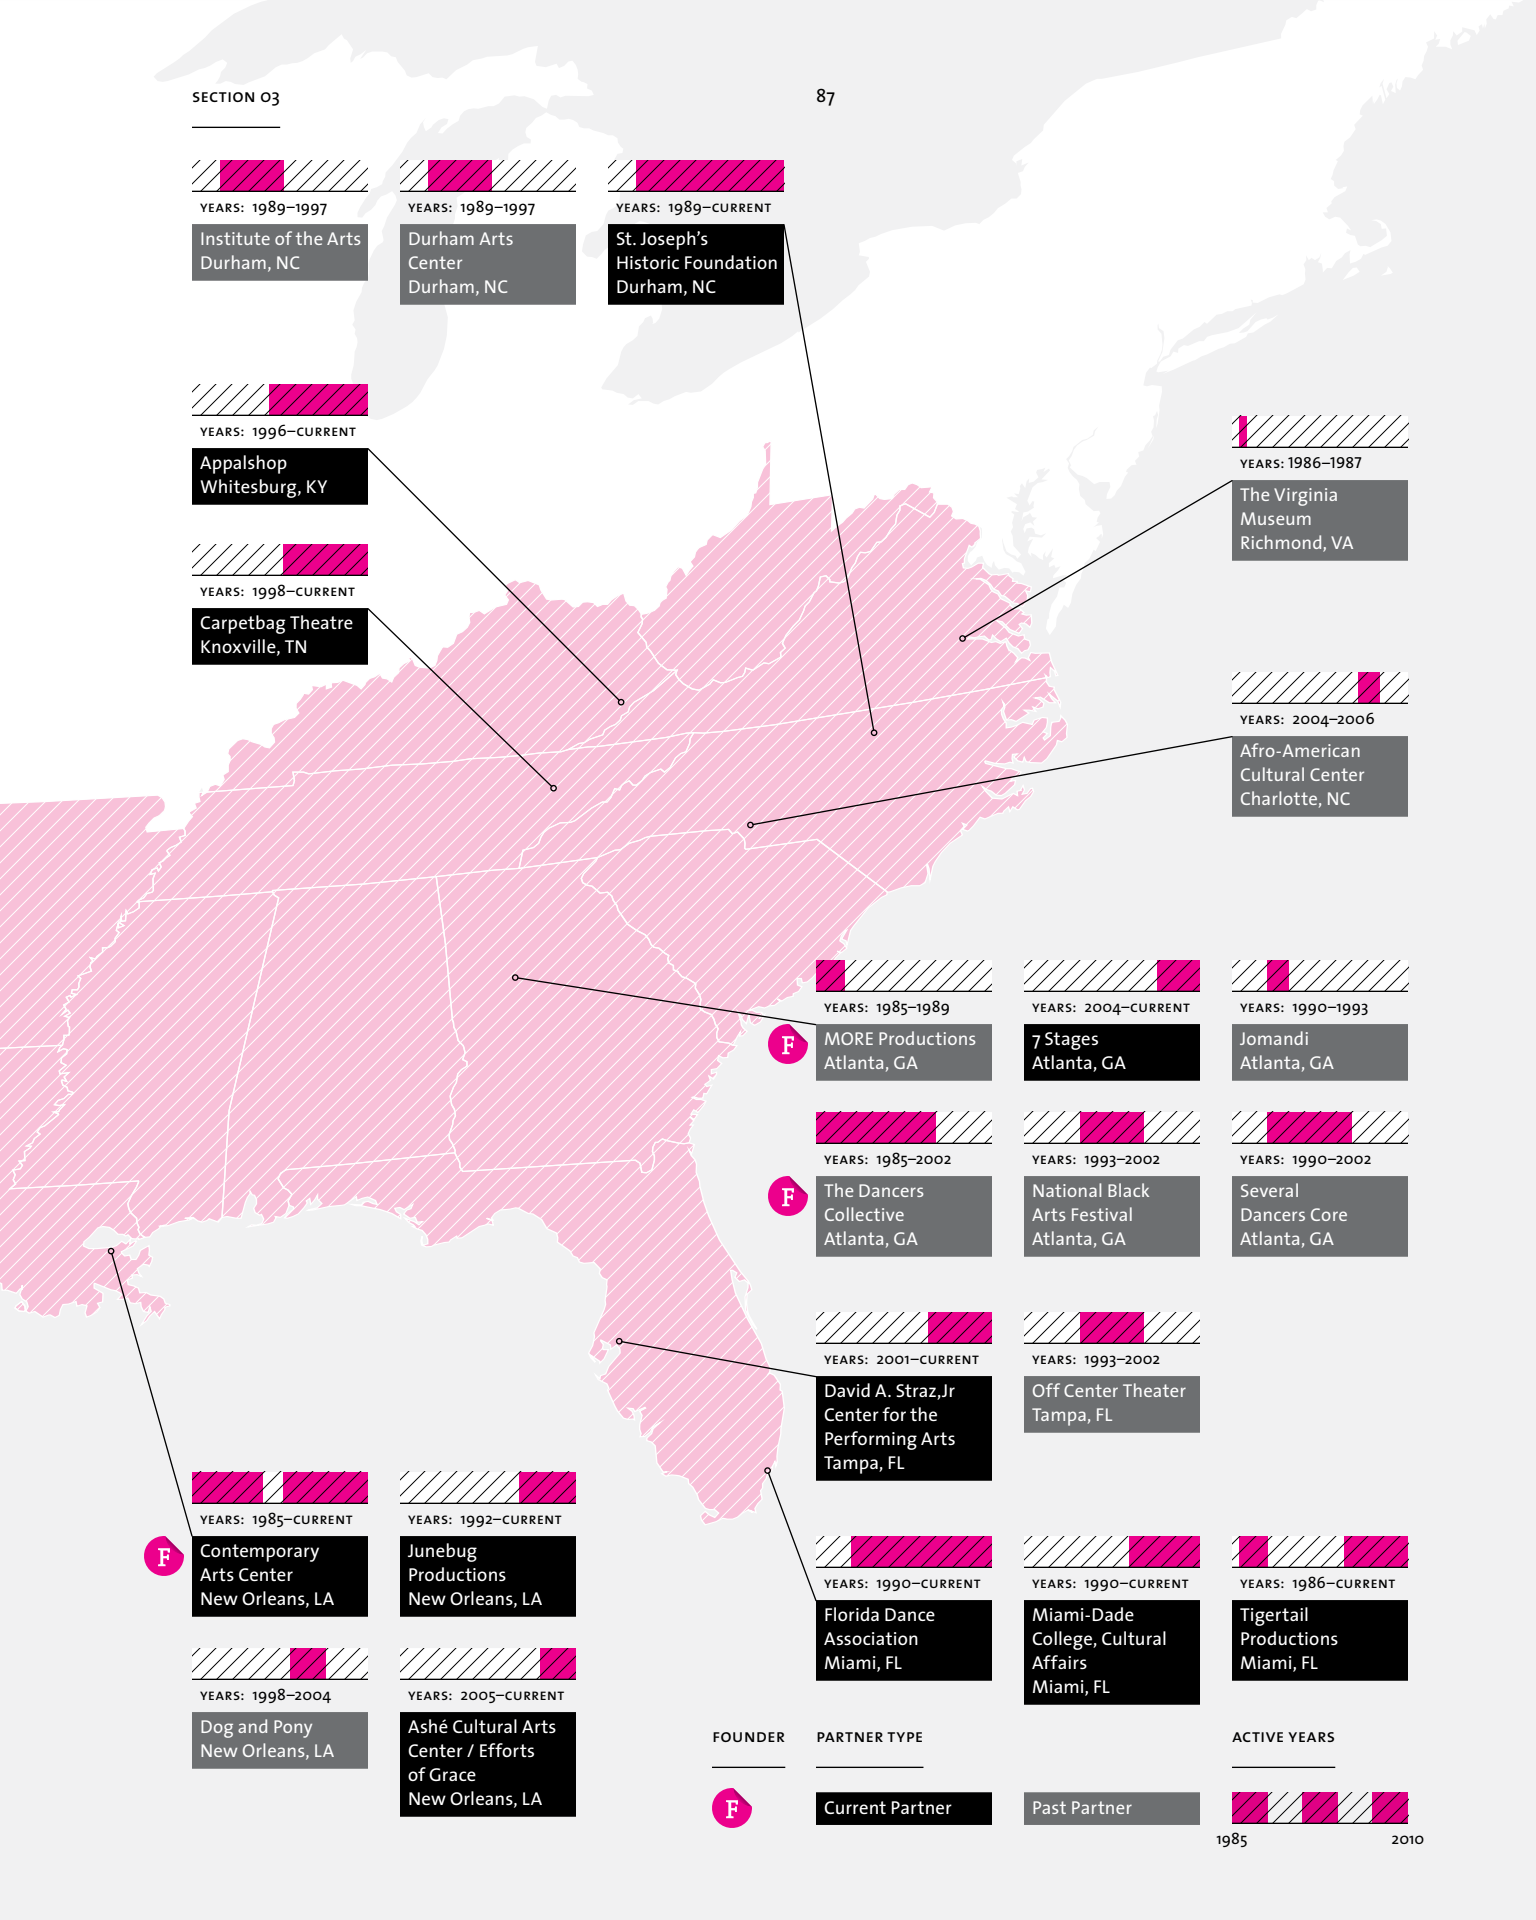 SECTION 03
87
YEARS: 1989–1997
Institute of the Arts
Durham, NC
YEARS: 1989–1997
Durham Arts
Center
Durham, NC
YEARS: 1989–CURRENT
St. Joseph's
Historic Foundation
Durham, NC
YEARS: 1996–CURRENT
Appalshop
Whitesburg, KY
YEARS: 1986–1987
The Virginia
Museum
Richmond, VA
YEARS: 1998–CURRENT
Carpetbag Theatre
Knoxville, TN
YEARS: 2004–2006
Afro-American
Cultural Center
Charlotte, NC
YEARS: 1985–1989
F
MORE Productions
Atlanta, GA
YEARS: 2004–CURRENT
7 Stages
Atlanta, GA
YEARS: 1990–1993
Jomandi
Atlanta, GA
YEARS: 1985–2002
F
The Dancers
Collective
Atlanta, GA
YEARS: 1993–2002
National Black
Arts Festival
Atlanta, GA
YEARS: 1990–2002
Several
Dancers Core
Atlanta, GA
YEARS: 2001–CURRENT
David A. Straz,Jr
Center for the
Performing Arts
Tampa, FL
YEARS: 1993–2002
Off Center Theater
Tampa, FL
YEARS: 1985–CURRENT
F
Contemporary
Arts Center
New Orleans, LA
YEARS: 1992–CURRENT
Junebug
Productions
New Orleans, LA
YEARS: 1990–CURRENT
Florida Dance
Association
Miami, FL
YEARS: 1990–CURRENT
Miami-Dade
College, Cultural
Affairs
Miami, FL
YEARS: 1986–CURRENT
Tigertail
Productions
Miami, FL
YEARS: 1998–2004
Dog and Pony
New Orleans, LA
YEARS: 2005–CURRENT
Ashé Cultural Arts
Center / Efforts
of Grace
New Orleans, LA
FOUNDER
F
PARTNER TYPE
Current Partner
Past Partner
ACTIVE YEARS
1985
2010